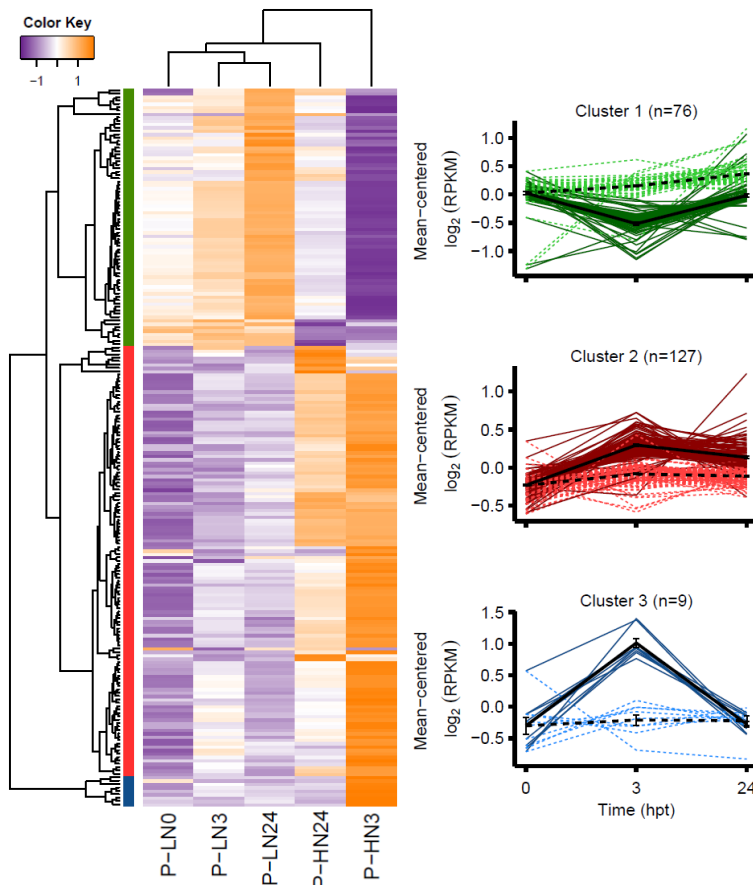 Color Key
−1 1
P−LN0
P−LN3
P−LN24
P−HN24
P−HN3
Cluster 1 (n=76)
Mean−centered
log2 (RPKM)
1.0
0.5
0.0
−0.5
−1.0
Cluster 2 (n=127)
Mean−centered
log2 (RPKM)
1.0
0.5
0.0
−0.5
Cluster 3 (n=9)
Mean−centered
log2 (RPKM)
1.5
1.0
0.5
0.0
−0.5
0 3 24
Time (hpt)